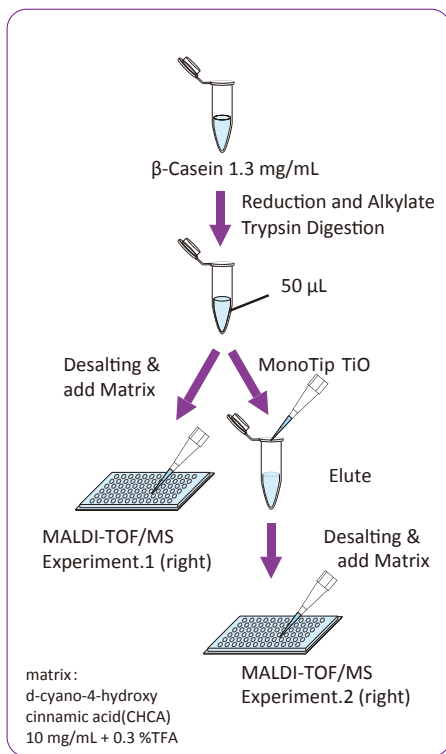 β-Casein 1.3 mg/mL
Reduction and Alkylate
Trypsin Digestion
50 μL
Desalting &
add Matrix
MonoTip TiO
Elute
MALDI-TOF/MS
Experiment.1 (right)
Desalting &
add Matrix
MALDI-TOF/MS
Experiment.2 (right)
matrix :
d-cyano-4-hydroxy
cinnamic acid(CHCA)
10 mg/mL + 0.3 %TFA